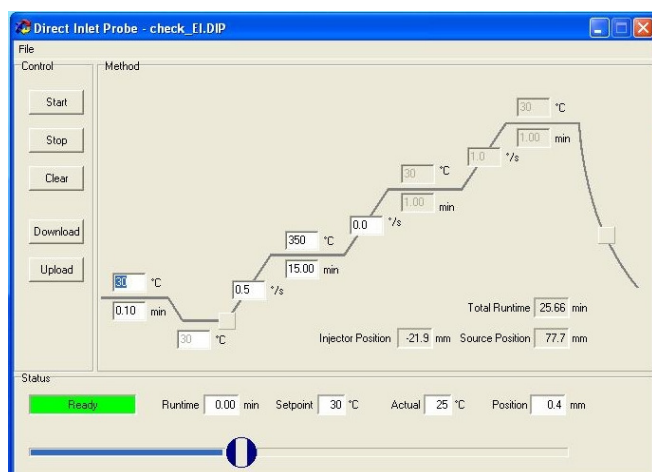 Direct Inlet Probe - check_EI.DIP
File
Control
Method
Start
Stop
Clear
Download
Upload
30 °C
1.00 min
1.0 °/s
30 °C
1.00 min
0.0 °/s
350 °C
15.00 min
0.5 °/s
30 °C
0.10 min
30 °C
Total Runtime 25.66 min
Injector Position -21.9 mm Source Position 77.7 mm
Status
Ready Runtime 0.00 min Setpoint 30 °C Actual 25 °C Position 0.4 mm